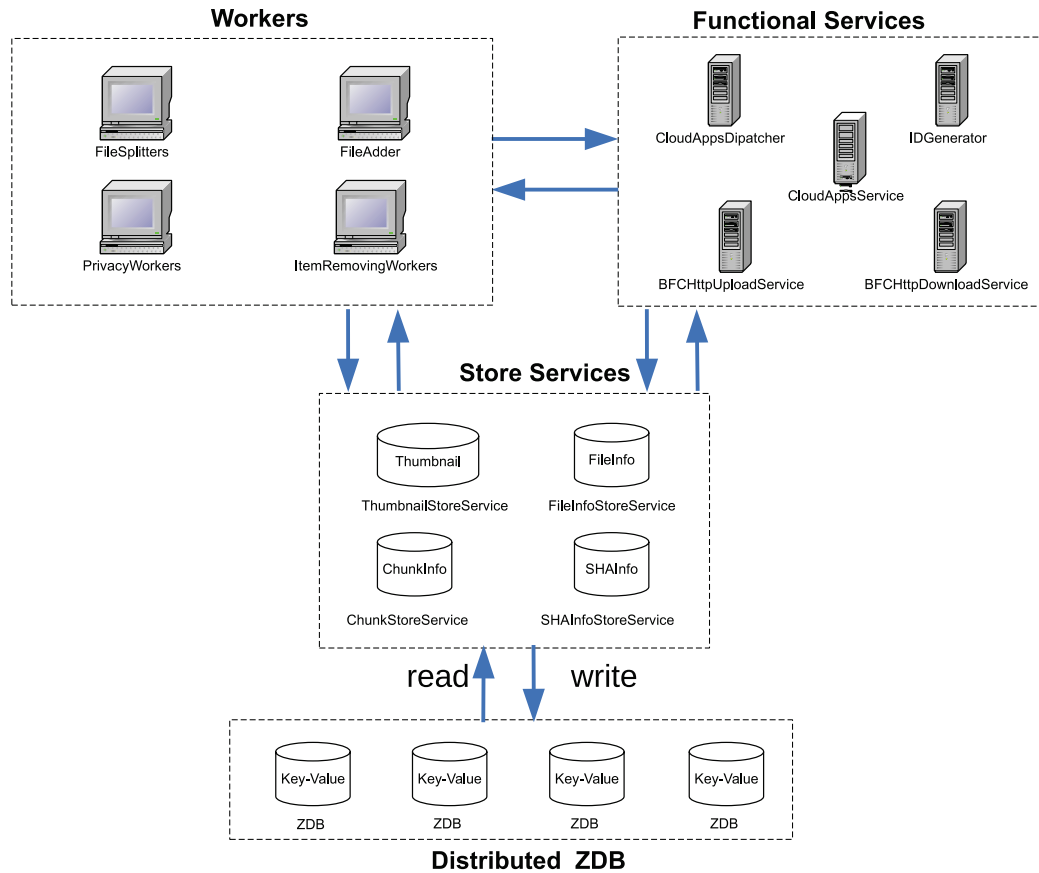 Workers
Functional Services
FileSplitters
FileAdder
CloudAppsDipatcher
IDGenerator
CloudAppsService
PrivacyWorkers
ItemRemovingWorkers
BFCHttpUploadService
BFCHttpDownloadService
Store Services
Thumbnail
FileInfo
ThumbnailStoreService
FileInfoStoreService
ChunkInfo
SHAInfo
ChunkStoreService
SHAInfoStoreService
read
write
Key-Value
Key-Value
Key-Value
Key-Value
ZDB
ZDB
ZDB
ZDB
Distributed ZDB